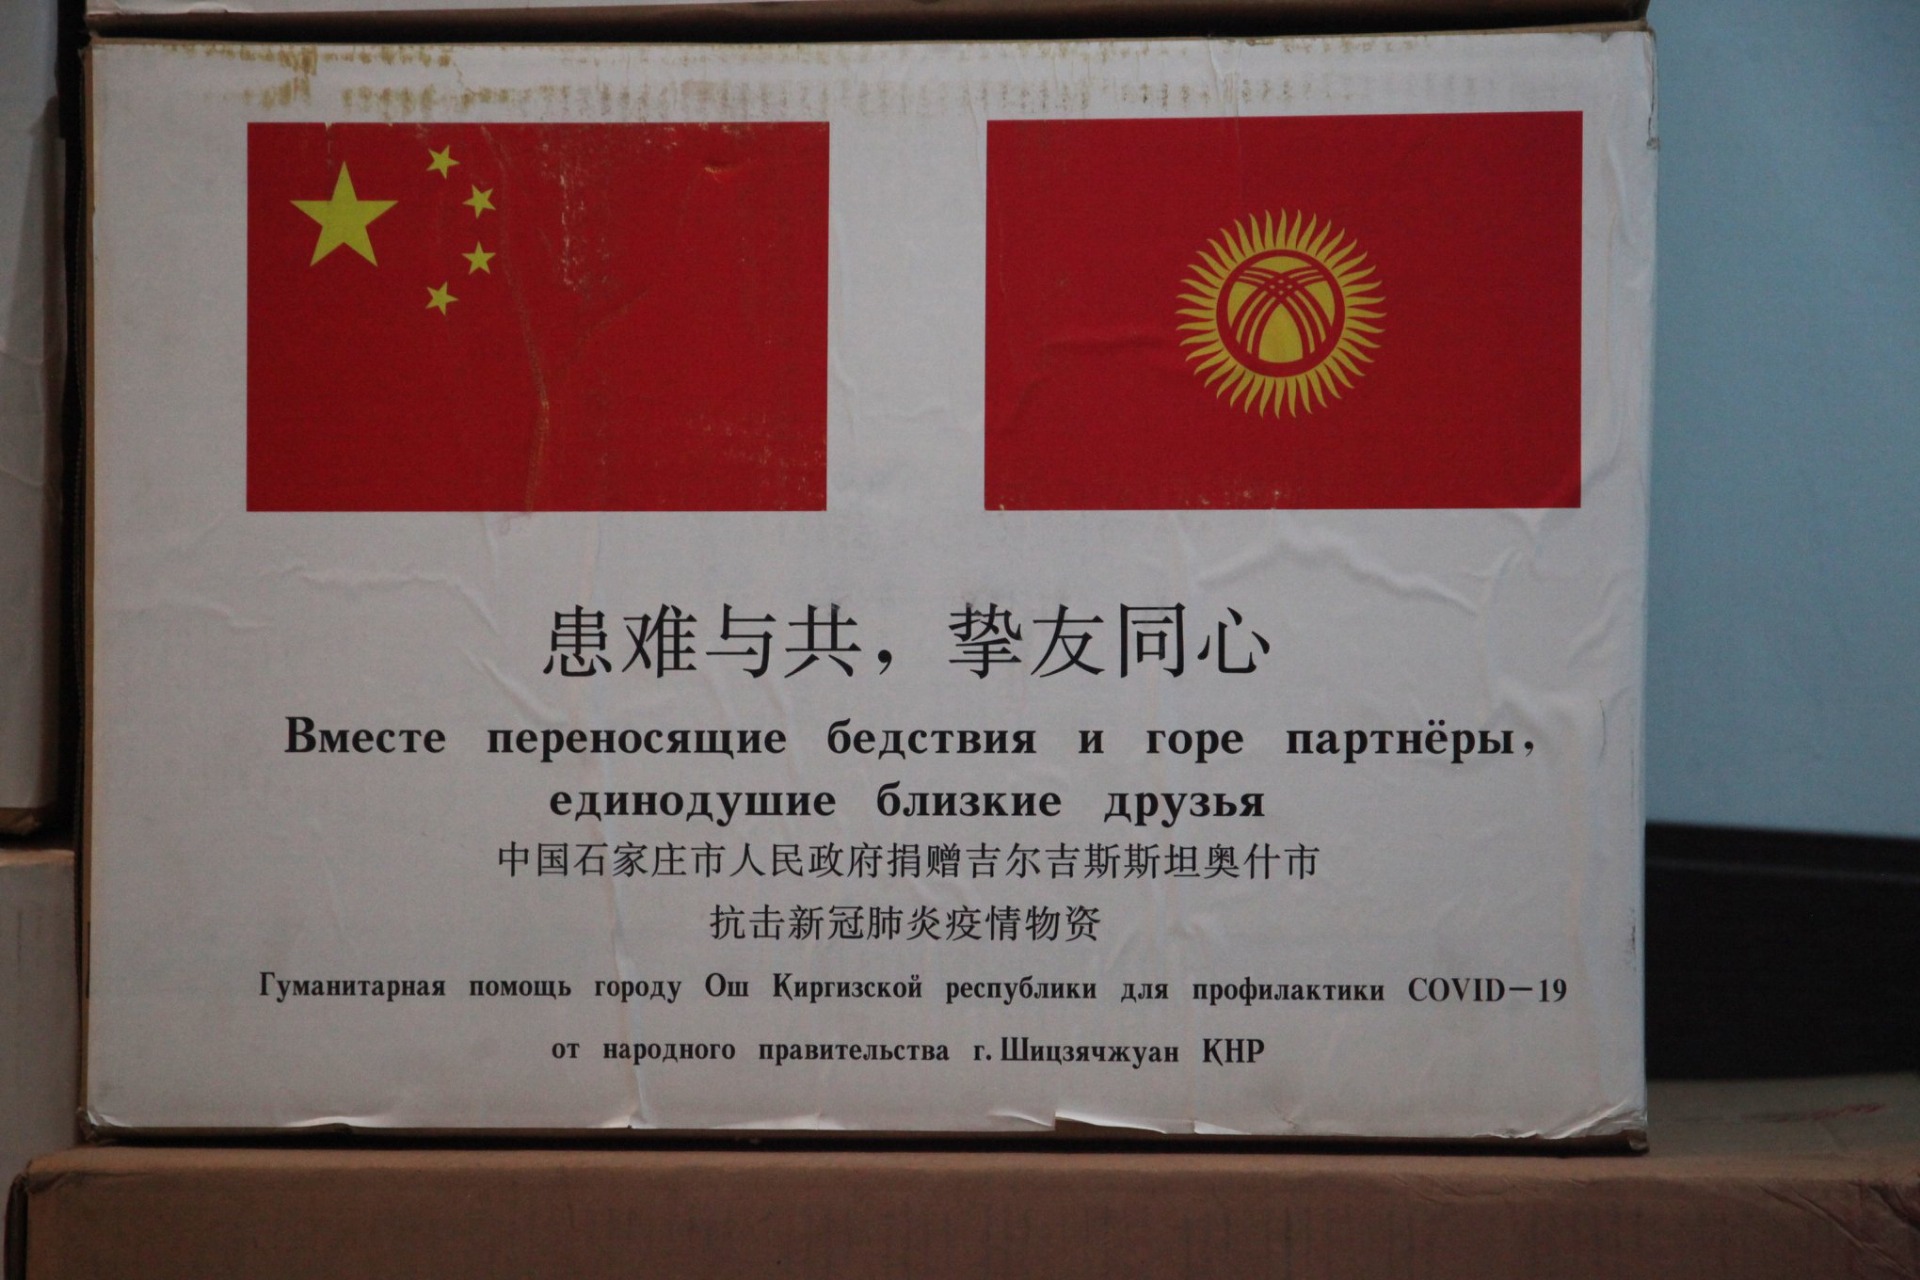 患难与共，挚友同心
Вместе переносящие бедствия и горе партнёры,
единодушие близкие друзья
中国石家庄市人民政府捐赠吉尔吉斯斯坦奥什市
抗击新冠肺炎疫情物资
Гуманитарная помощь городу Ош Қиргизской республики для профилактики COVID－19
от народного правительства г. Шицзячжуан ҚНР